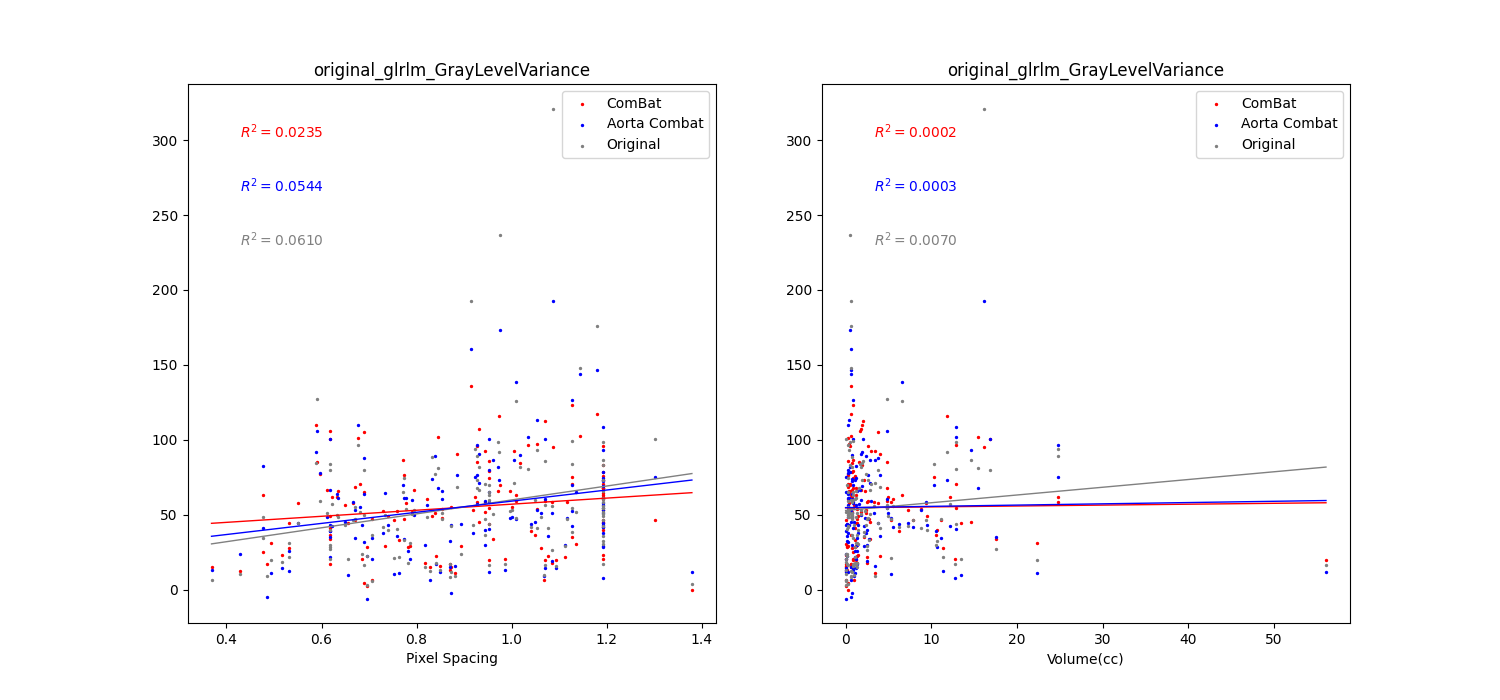 original_glrlm_GrayLevelVariance
ComBat
Aorta Combat
Original
R² = 0.0235
R² = 0.0544
R² = 0.0610
300
250
200
150
100
50
0
0.4 0.6 0.8 1.0 1.2 1.4
Pixel Spacing
original_glrlm_GrayLevelVariance
ComBat
Aorta Combat
Original
R² = 0.0002
R² = 0.0003
R² = 0.0070
300
250
200
150
100
50
0
0 10 20 30 40 50
Volume(cc)